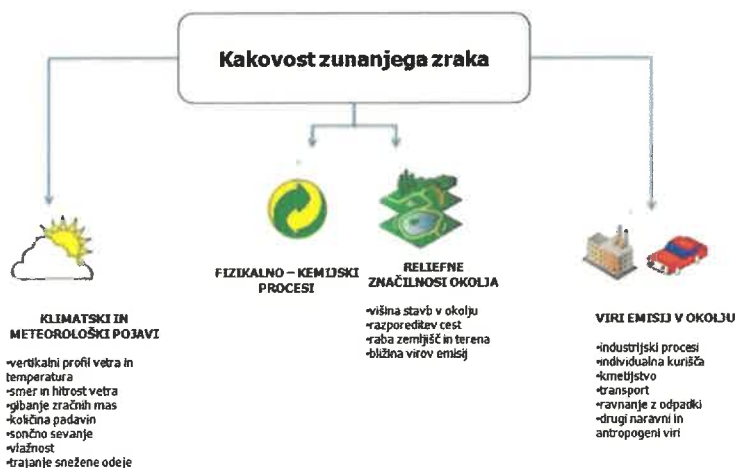 Kakovost zunanjega zraka
KLIMATSKI IN
METEOROLOŠKI POJAVI
•vertikalni profil vetra in
temperatura
•smer in hitrost vetra
•gibanje zračnih mas
•količina padavin
•sončno sevanje
•vlažnost
•trajanje snežene odeje
FIZIKALNO – KEMIJSKI
PROCESI
RELIEFNE
ZNAČILNOSI OKOLJA
•višina stavb v okolju
•razporeditev cest
•raba zemljišč in terena
•bližina virov emisij
VIRI EMISIJ V OKOLJU
•industrijski procesi
•individualna kurišča
•kmetijstvo
•transport
•ravnanje z odpadki
•drugi naravni in
antropogeni viri